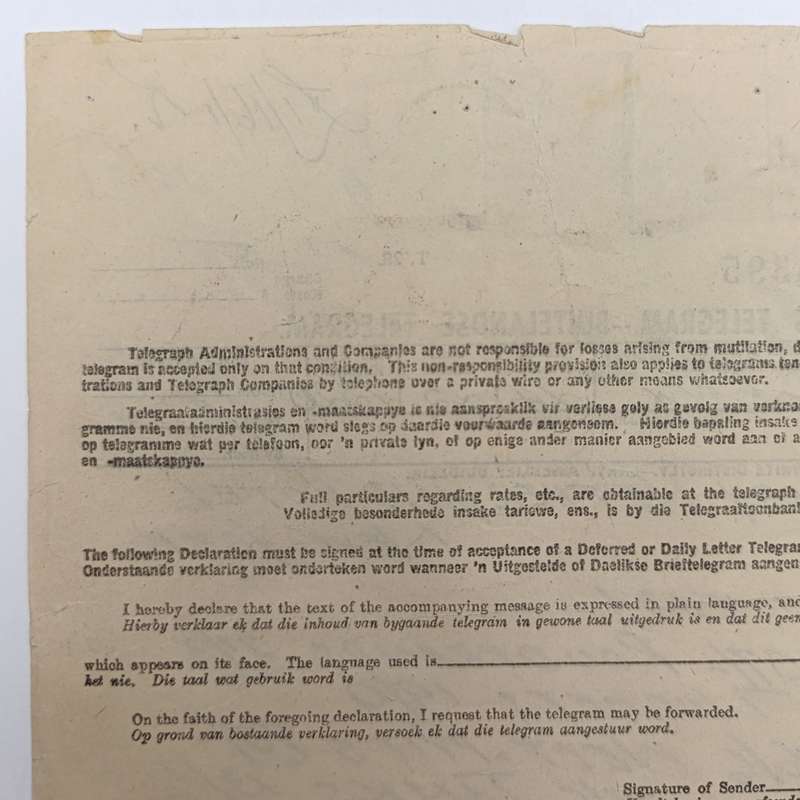 Telegraph Administrations and Companies are not responsible for losses arising from mutilation, d
telegram is accepted only on that condition. This non-responsibility provision also applies to telegrams ten
trations and Telegraph Companies by telephone over a private wire or any other means whatsoever.
Telegraafadministrasies en -maatskappye is nie aanspreeklik vir verliese gely as gevolg van verkno
gramme nie, en hierdie telegram word slegs op daardie voorwaarde aangeneem. Hierdie bepaling insake
op telegramme wat per telefoon, oor 'n private lyn, of op enige ander manier aangebied word aan of a
en -maatskappye.
Full particulars regarding rates, etc., are obtainable at the telegraph
Volledige besonderhede insake tariewe, ens., is by die Telegraaftoonban
The following Declaration must be signed at the time of acceptance of a Deferred or Daily Letter Telegra
Onderstaande verklaring moet onderteken word wanneer 'n Uitgestelde of Daelikse Brieftelegram aangen
I hereby declare that the text of the accompanying message is expressed in plain language, and
Hierby verklaar ek dat die inhoud van bygaande telegram in gewone taal uitgedruk is en dat dit geen
which appears on its face. The language used is
het nie. Die taal wat gebruik word is
On the faith of the foregoing declaration, I request that the telegram may be forwarded.
Op grond van bostaande verklaring, versoek ek dat die telegram aangestuur word.
Signature of Sender